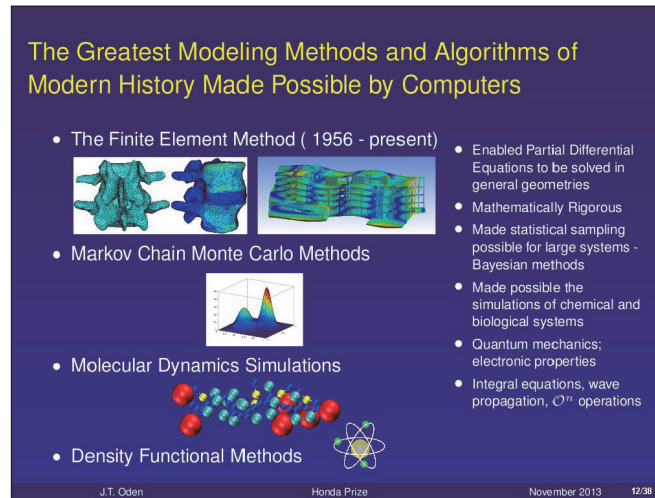 The Greatest Modeling Methods and Algorithms of
Modern History Made Possible by Computers
• The Finite Element Method ( 1956 - present)
• Markov Chain Monte Carlo Methods
• Molecular Dynamics Simulations
• Density Functional Methods
• Enabled Partial Differential
Equations to be solved in
general geometries
• Mathematically Rigorous
• Made statistical sampling
possible for large systems -
Bayesian methods
• Made possible the
simulations of chemical and
biological systems
• Quantum mechanics;
electronic properties
• Integral equations, wave
propagation, 𝒪ⁿ operations
J.T. Oden Honda Prize November 2013 12/38